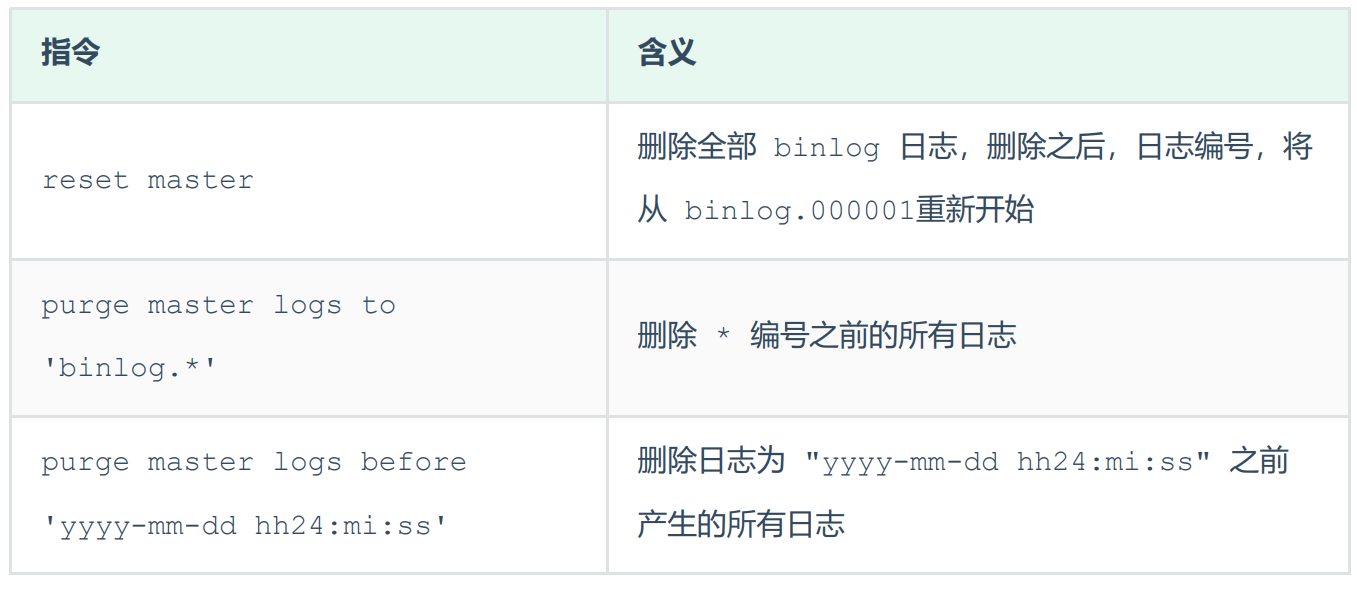 指令
含义
reset master
删除全部 binlog 日志，删除之后，日志编号，将
从 binlog.000001重新开始
purge master logs to
'binlog.*'
删除 * 编号之前的所有日志
purge master logs before
'yyyy-mm-dd hh24:mi:ss'
删除日志为 "yyyy-mm-dd hh24:mi:ss" 之前
产生的所有日志